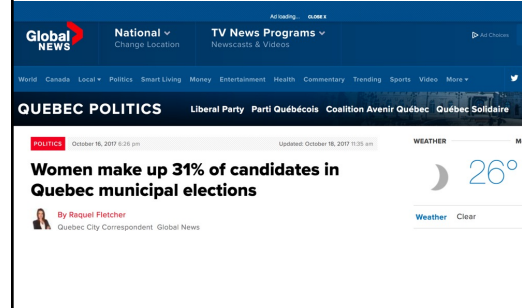 Ad loading... CLOSE X
Global NEWS
National
Change Location
TV News Programs
Newscasts & Videos
Ad Choices
World Canada Local Politics Smart Living Money Entertainment Health Commentary Trending Sports Video More
QUEBEC POLITICS Liberal Party Parti Québécois Coalition Avenir Québec Québec Solidaire
POLITICS October 16, 2017 6:26 pm Updated: October 18, 2017 11:35 am
WEATHER M
Women make up 31% of candidates in
Quebec municipal elections
26°
By Raquel Fletcher
Quebec City Correspondent Global News
Weather Clear